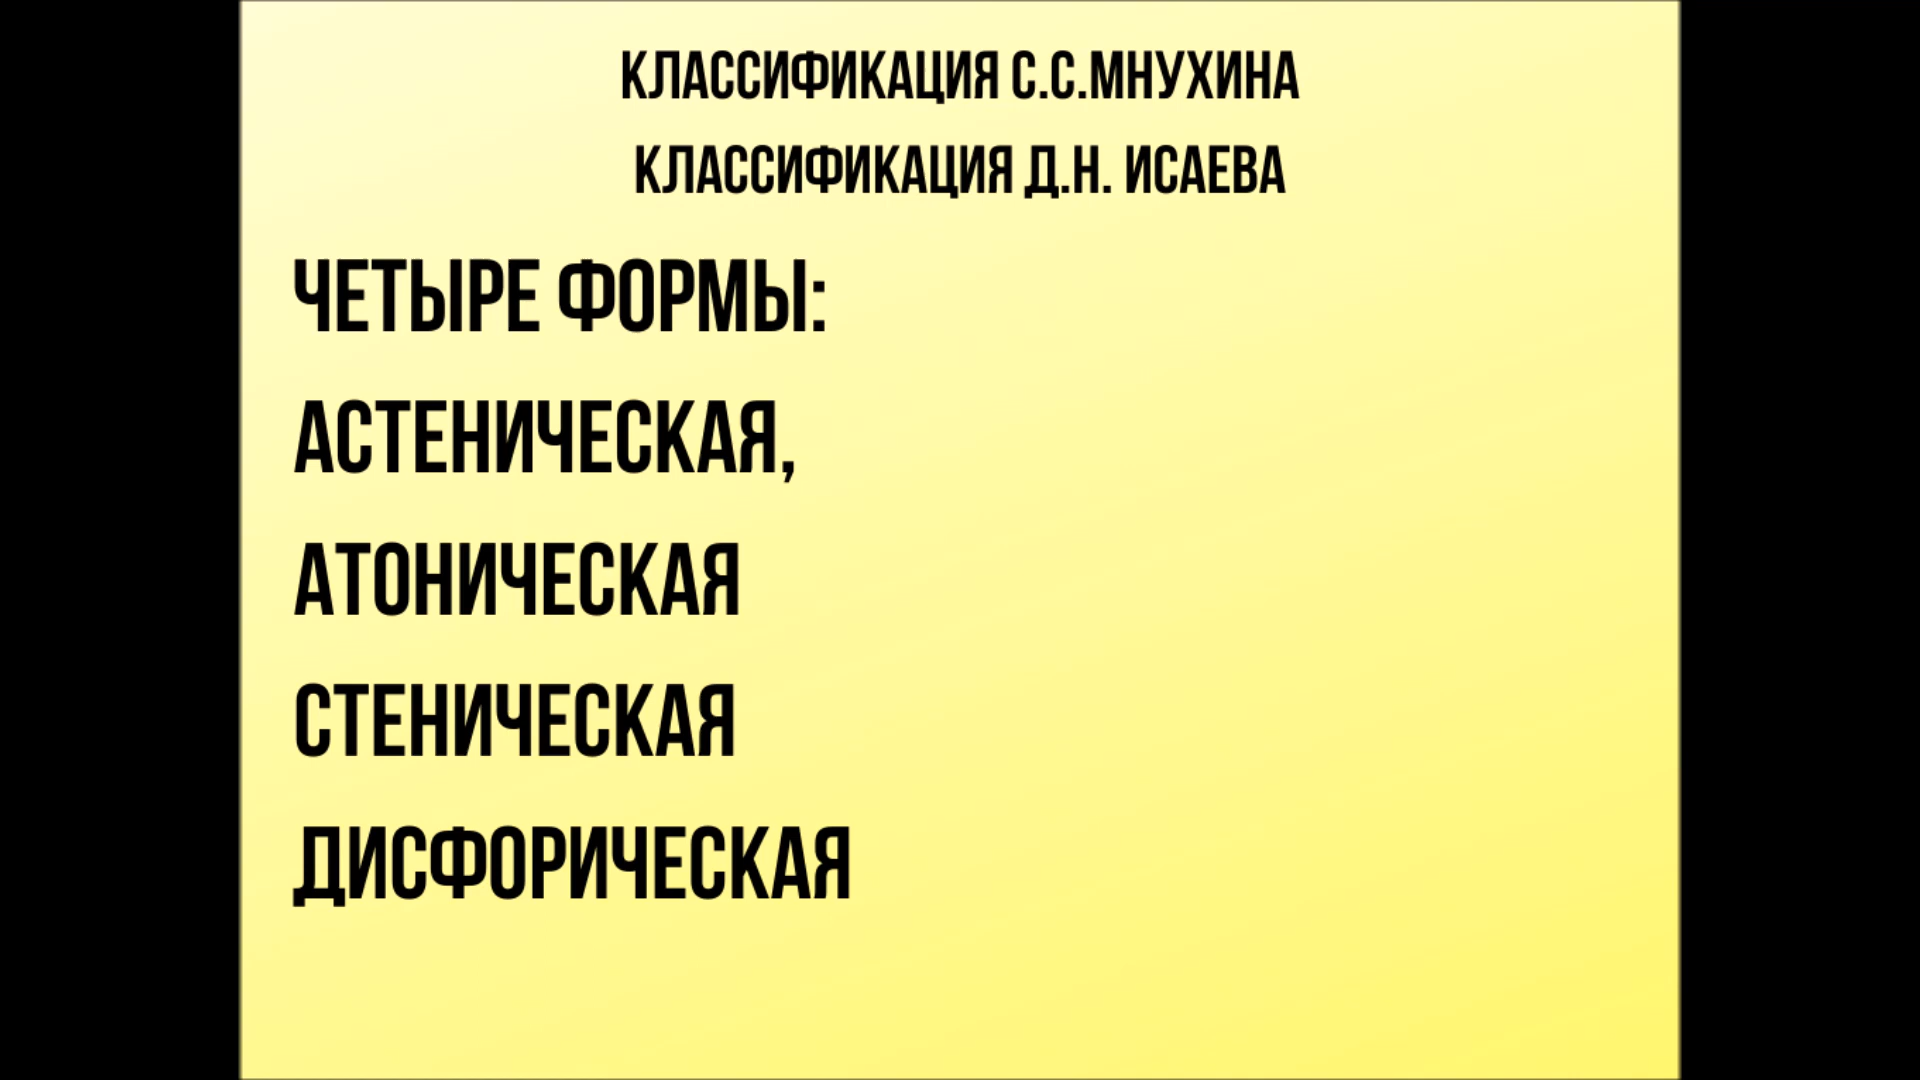 КЛАССИФИКАЦИЯ С.С.МНУХИНА
КЛАССИФИКАЦИЯ Д.Н. ИСАЕВА
ЧЕТЫРЕ ФОРМЫ:
АСТЕНИЧЕСКАЯ,
АТОНИЧЕСКАЯ
СТЕНИЧЕСКАЯ
ДИСФОРИЧЕСКАЯ